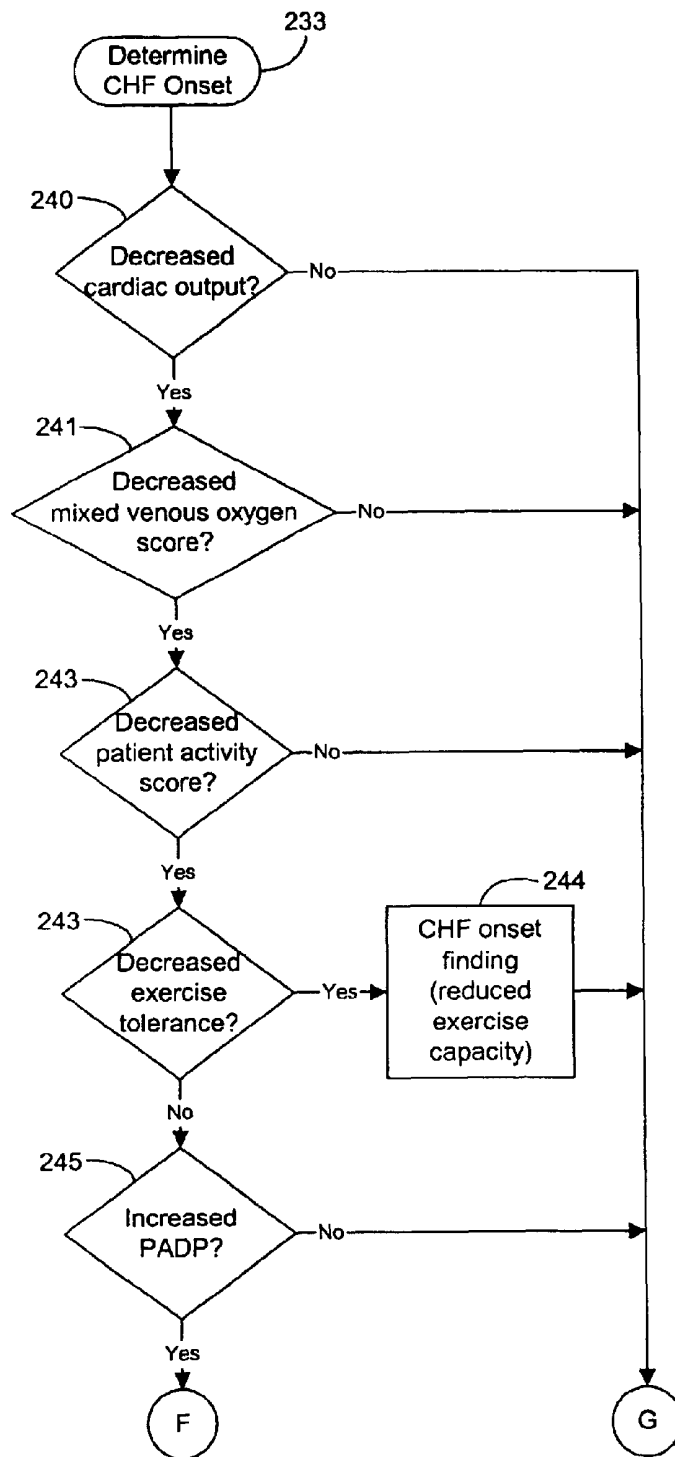 233
Determine
CHF Onset
240
Decreased
cardiac output?
No
Yes
241
Decreased
mixed venous oxygen
score?
No
Yes
243
Decreased
patient activity
score?
No
Yes
243
Decreased
exercise
tolerance?
Yes
244
CHF onset
finding
(reduced
exercise
capacity)
No
245
Increased
PADP?
No
Yes
F
G